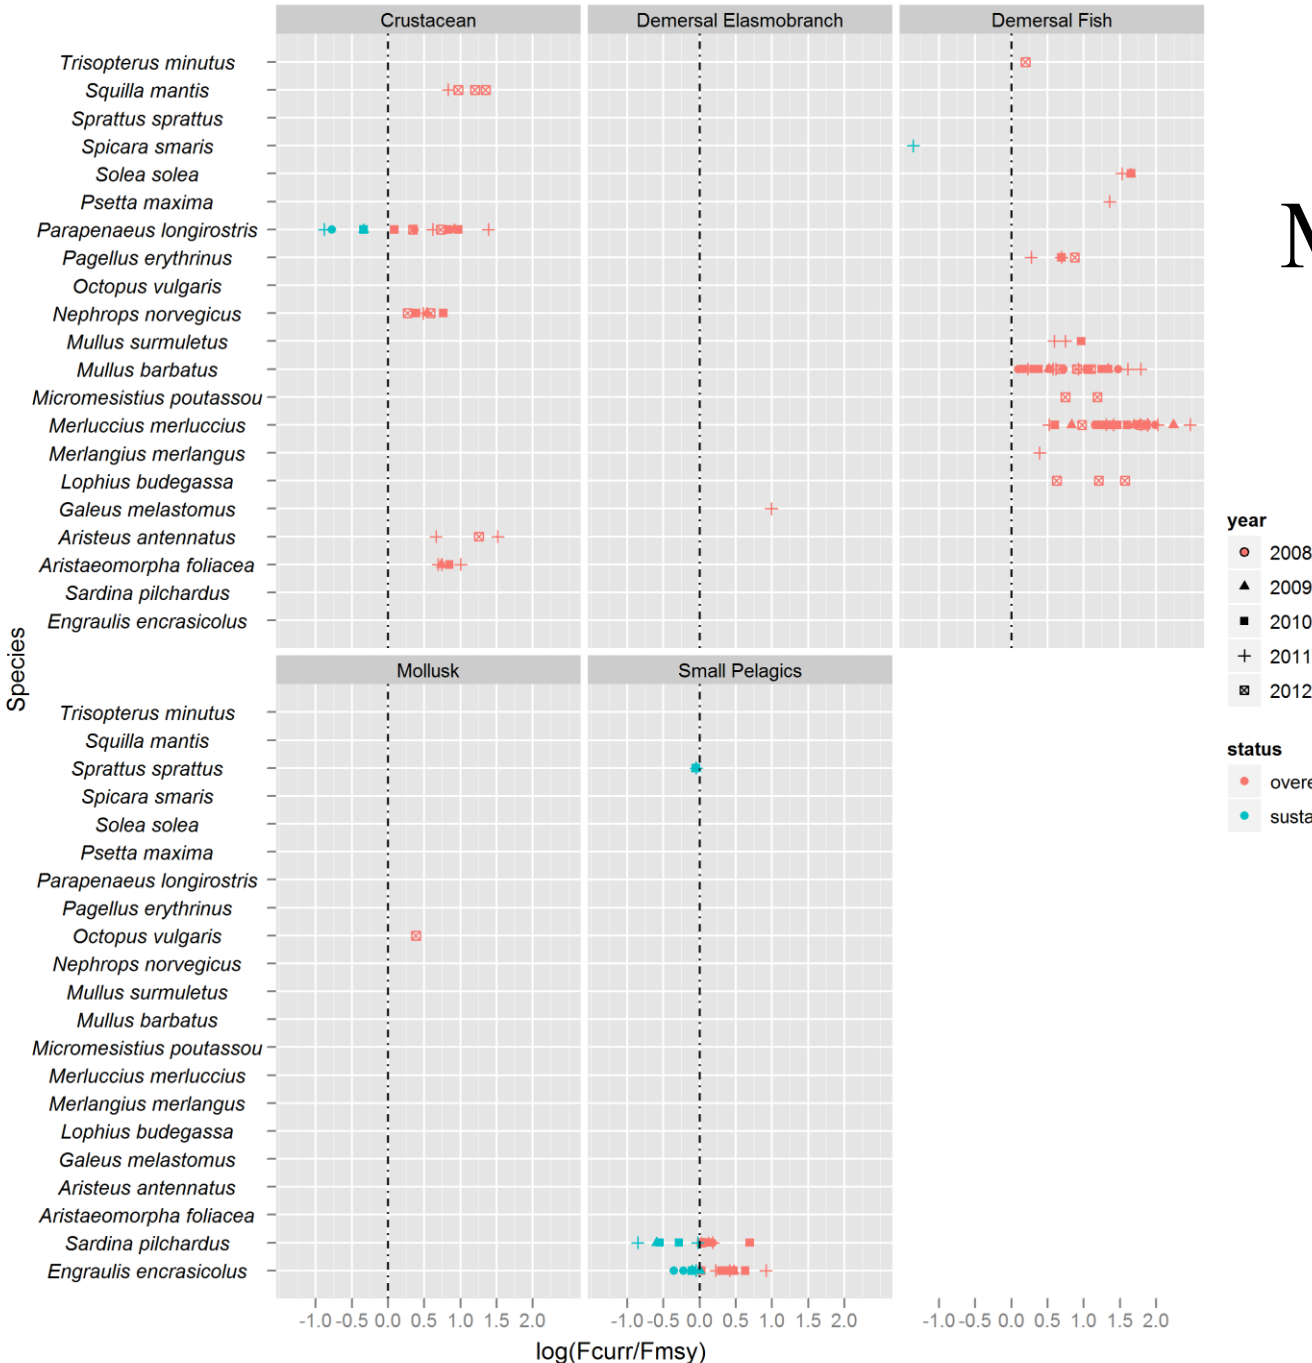 Crustacean
Demersal Elasmobranch
Demersal Fish
Trisopterus minutus
Squilla mantis
Sprattus sprattus
Spicara smaris
Solea solea
Psetta maxima
Parapenaeus longirostris
Pagellus erythrinus
Octopus vulgaris
Nephrops norvegicus
Mullus surmuletus
Mullus barbatus
Micromesistius poutassou
Merluccius merluccius
Merlangius merlangus
Lophius budegassa
Galeus melastomus
Aristeus antennatus
Aristaeomorpha foliacea
Sardina pilchardus
Engraulis encrasicolus
Species
Mollusk
Small Pelagics
Trisopterus minutus
Squilla mantis
Sprattus sprattus
Spicara smaris
Solea solea
Psetta maxima
Parapenaeus longirostris
Pagellus erythrinus
Octopus vulgaris
Nephrops norvegicus
Mullus surmuletus
Mullus barbatus
Micromesistius poutassou
Merluccius merluccius
Merlangius merlangus
Lophius budegassa
Galeus melastomus
Aristeus antennatus
Aristaeomorpha foliacea
Sardina pilchardus
Engraulis encrasicolus
-1.0 -0.5 0.0 0.5 1.0 1.5 2.0
-1.0 -0.5 0.0 0.5 1.0 1.5 2.0
-1.0 -0.5 0.0 0.5 1.0 1.5 2.0
log(Fcurr/Fmsy)
year
2008
2009
2010
2011
2012
status
overe
susta